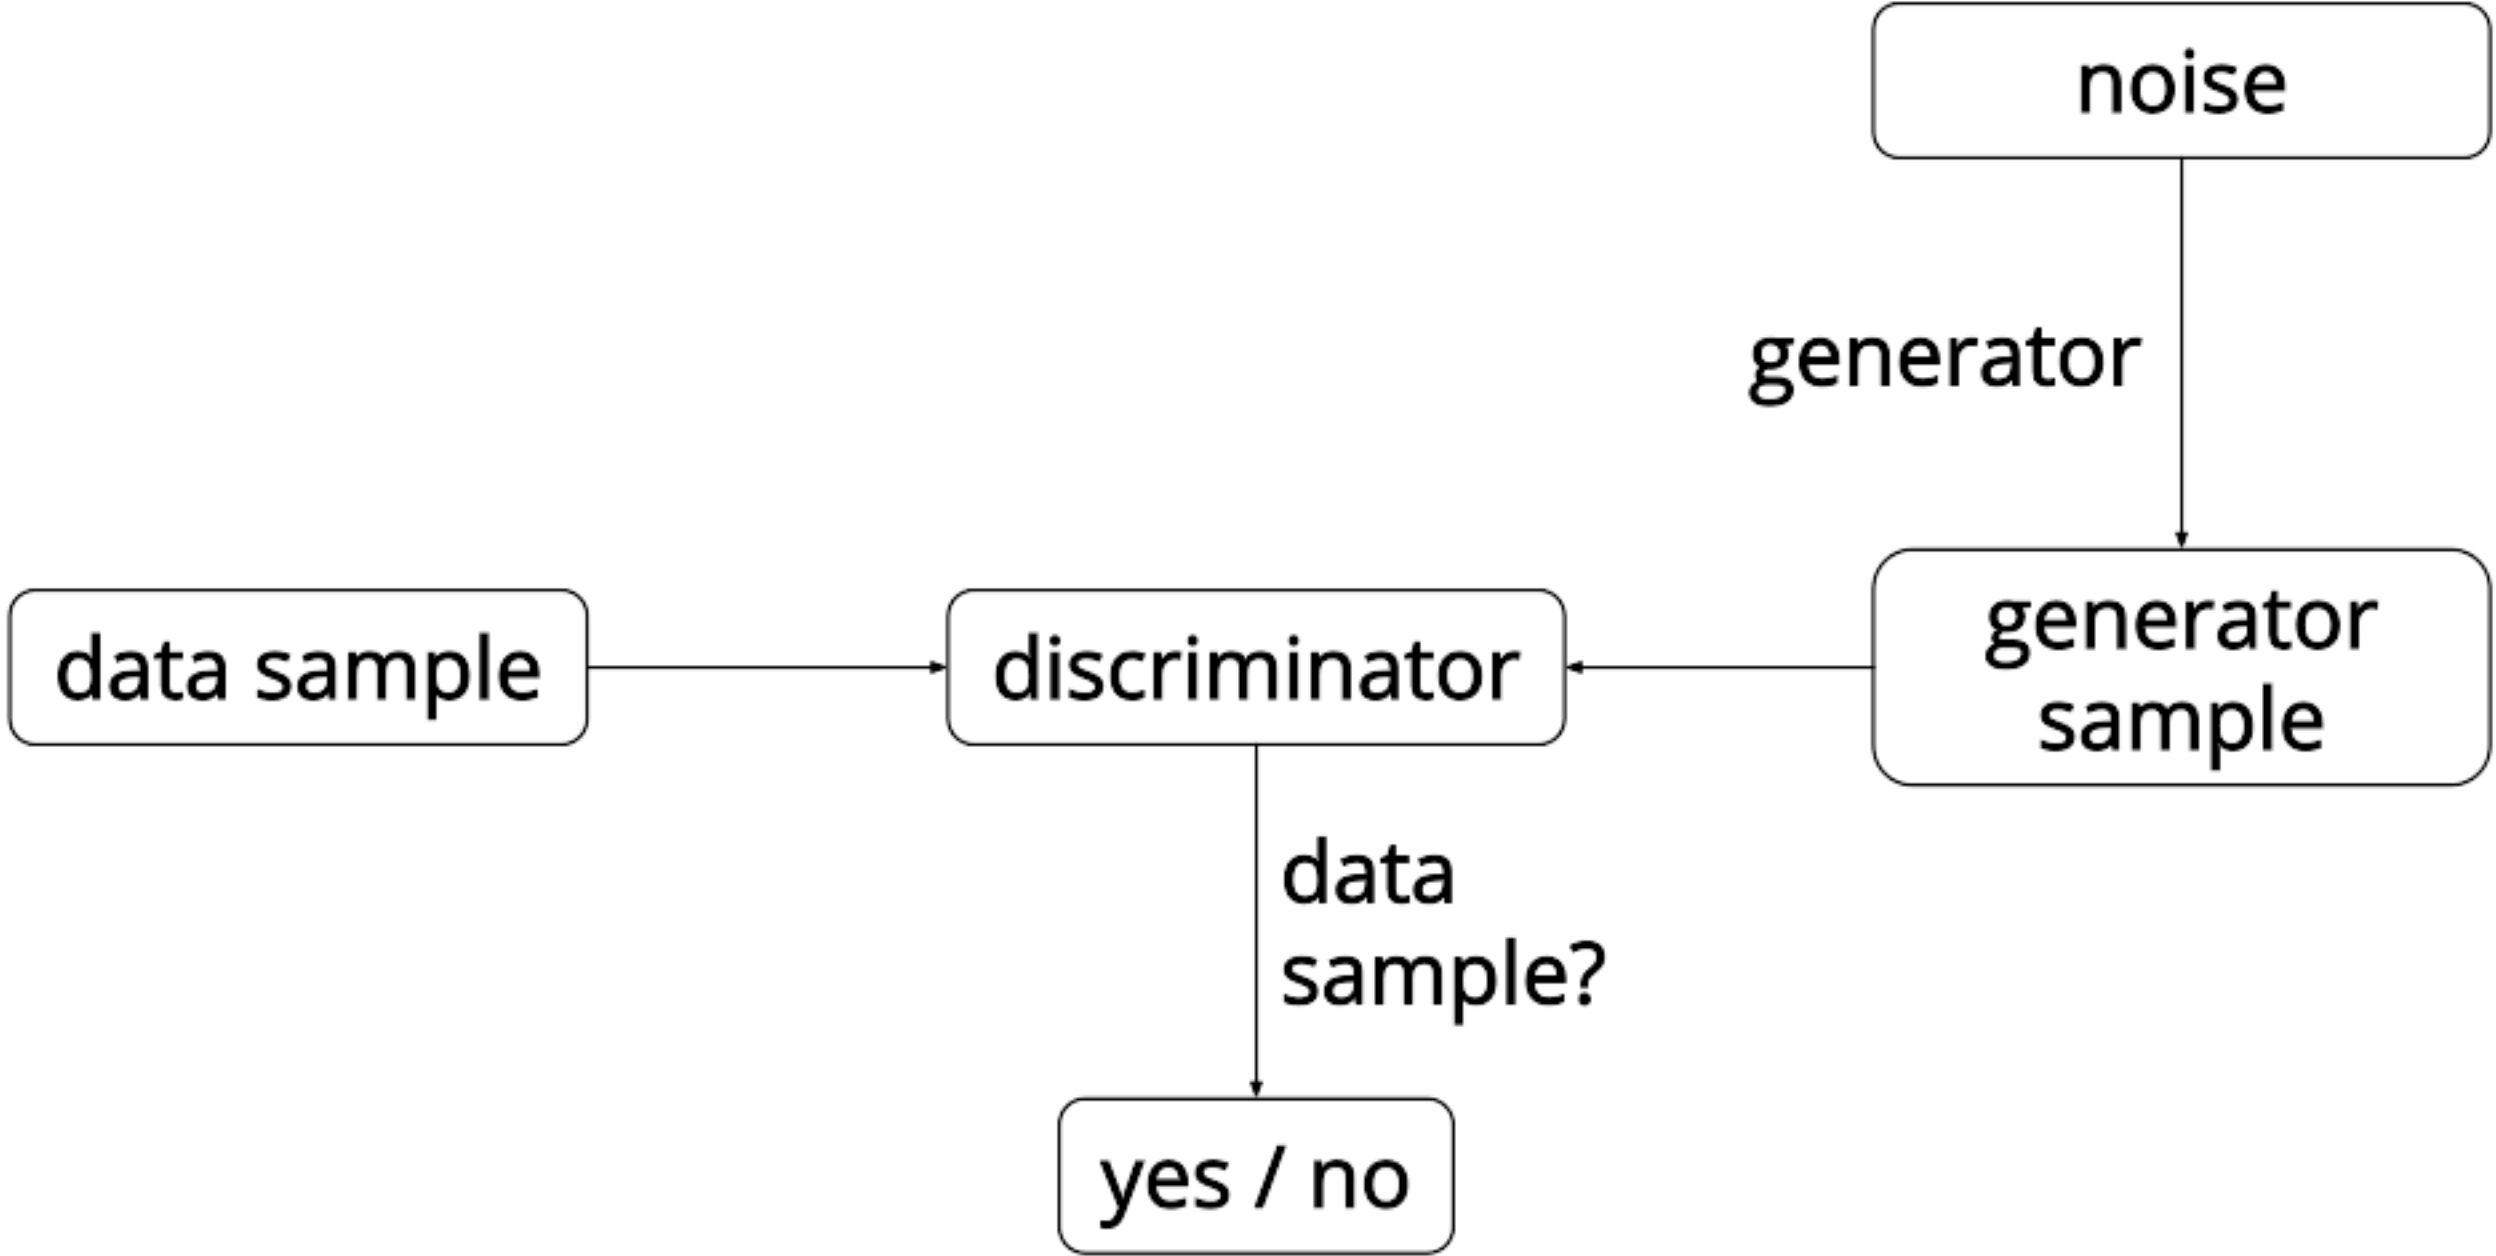 noise
generator
data sample
discriminator
generator
sample
data
sample?
yes / no